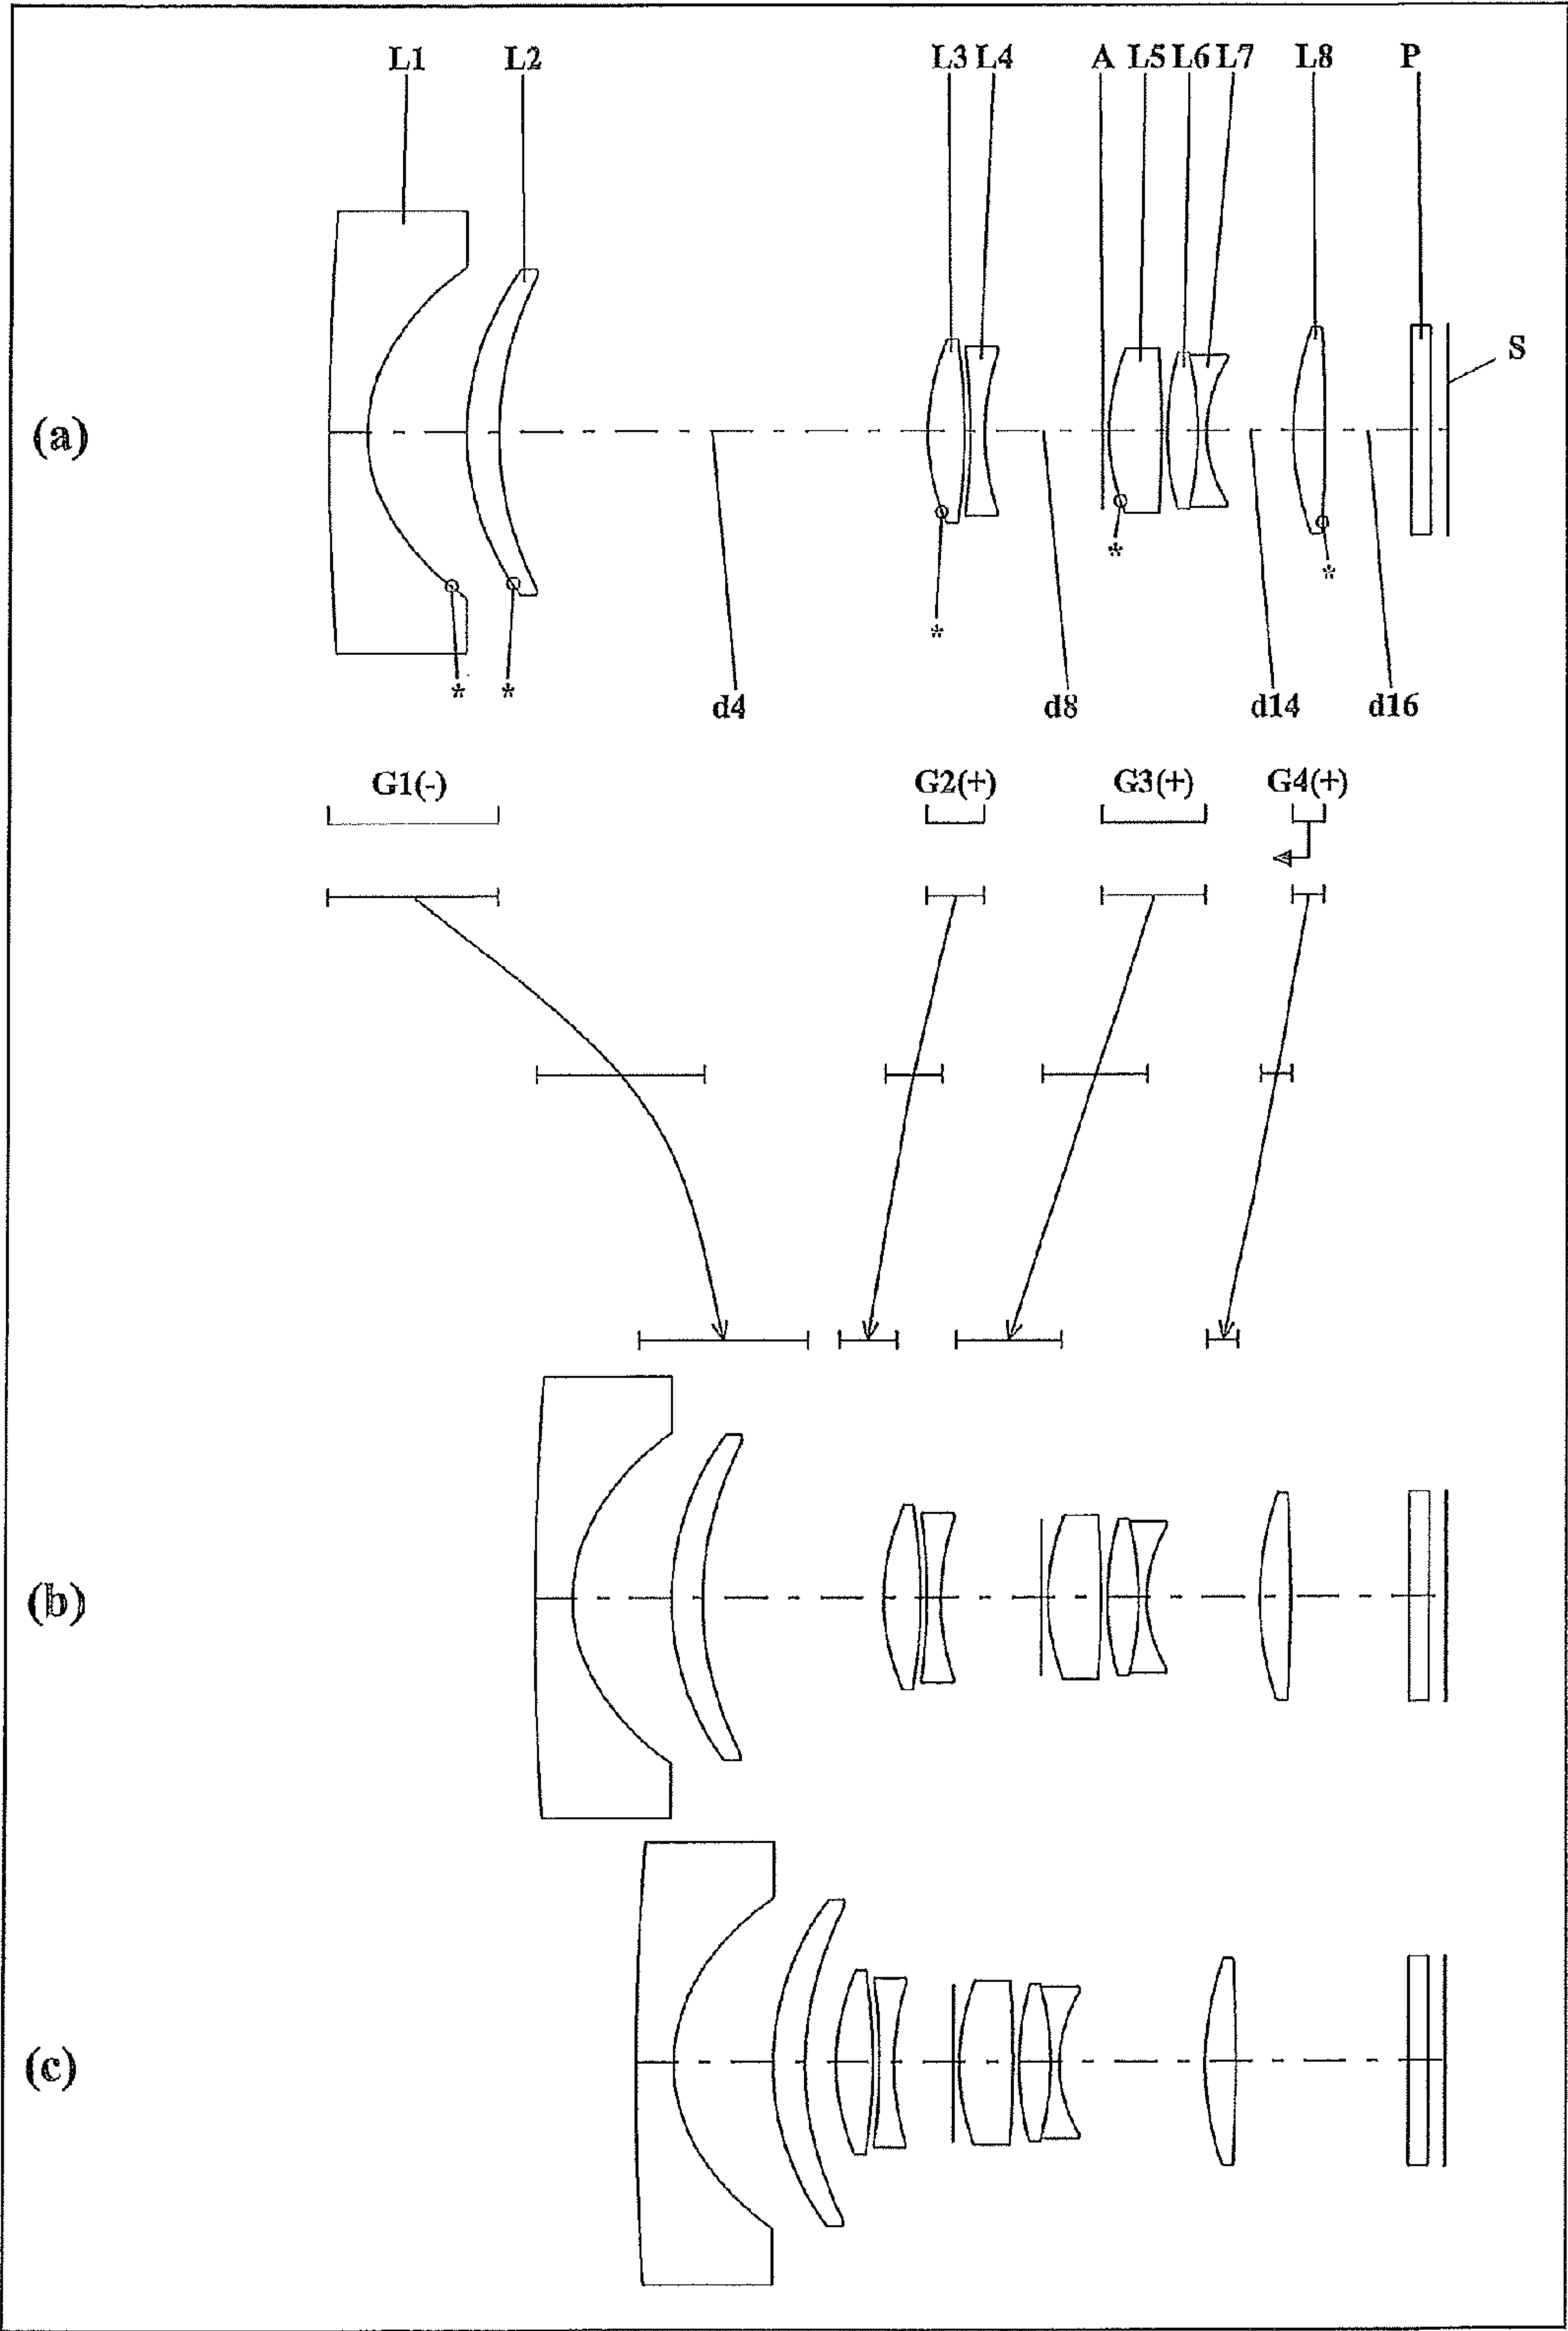 L1 L2 L3 L4 A L5 L6 L7 L8 P
S
(a)
*
*
*
* *
d4 d8 d14 d16
G1(-) G2(+) G3(+) G4(+)
(b)
(c)